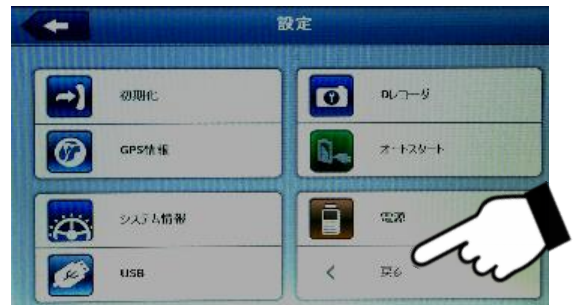 設定
初期化
Dレコーダ
GPS情報
オートスタート
システム情報
電源
USB
戻る